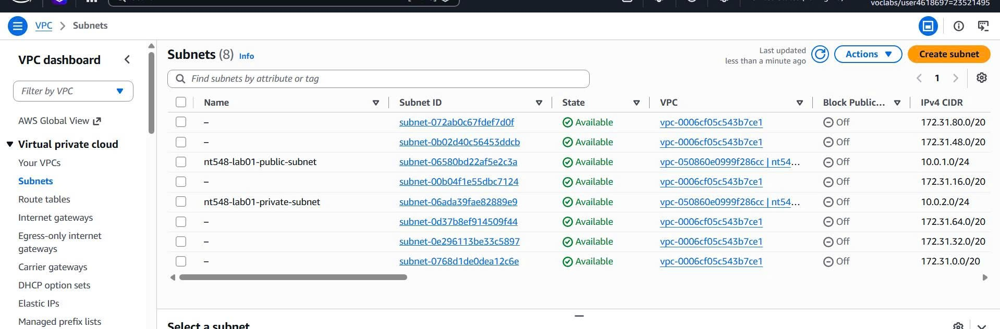 voclabs/user4618697=23521495
VPC > Subnets
VPC dashboard
Filter by VPC
AWS Global View
Virtual private cloud
Your VPCs
Subnets
Route tables
Internet gateways
Egress-only internet
gateways
Carrier gateways
DHCP option sets
Elastic IPs
Managed prefix lists
Subnets (8) Info
Last updated
less than a minute ago
Actions
Create subnet
Find subnets by attribute or tag
1
Name Subnet ID State VPC Block Public... IPv4 CIDR
– subnet-072ab0c67fdef7d0f Available vpc-0006cf05c543b7ce1 Off 172.31.80.0/20
– subnet-0b02d40c56453ddcb Available vpc-0006cf05c543b7ce1 Off 172.31.48.0/20
nt548-lab01-public-subnet subnet-06580bd22af5e2c3a Available vpc-050860e0999f286cc | nt54... Off 10.0.1.0/24
– subnet-00b04f1e55dbc7124 Available vpc-0006cf05c543b7ce1 Off 172.31.16.0/20
nt548-lab01-private-subnet subnet-06ada39fae82889e9 Available vpc-050860e0999f286cc | nt54... Off 10.0.2.0/24
– subnet-0d37b8ef914509f44 Available vpc-0006cf05c543b7ce1 Off 172.31.64.0/20
– subnet-0e296113be33c5897 Available vpc-0006cf05c543b7ce1 Off 172.31.32.0/20
– subnet-0768d1de0dea12c6e Available vpc-0006cf05c543b7ce1 Off 172.31.0.0/20
Select a subnet